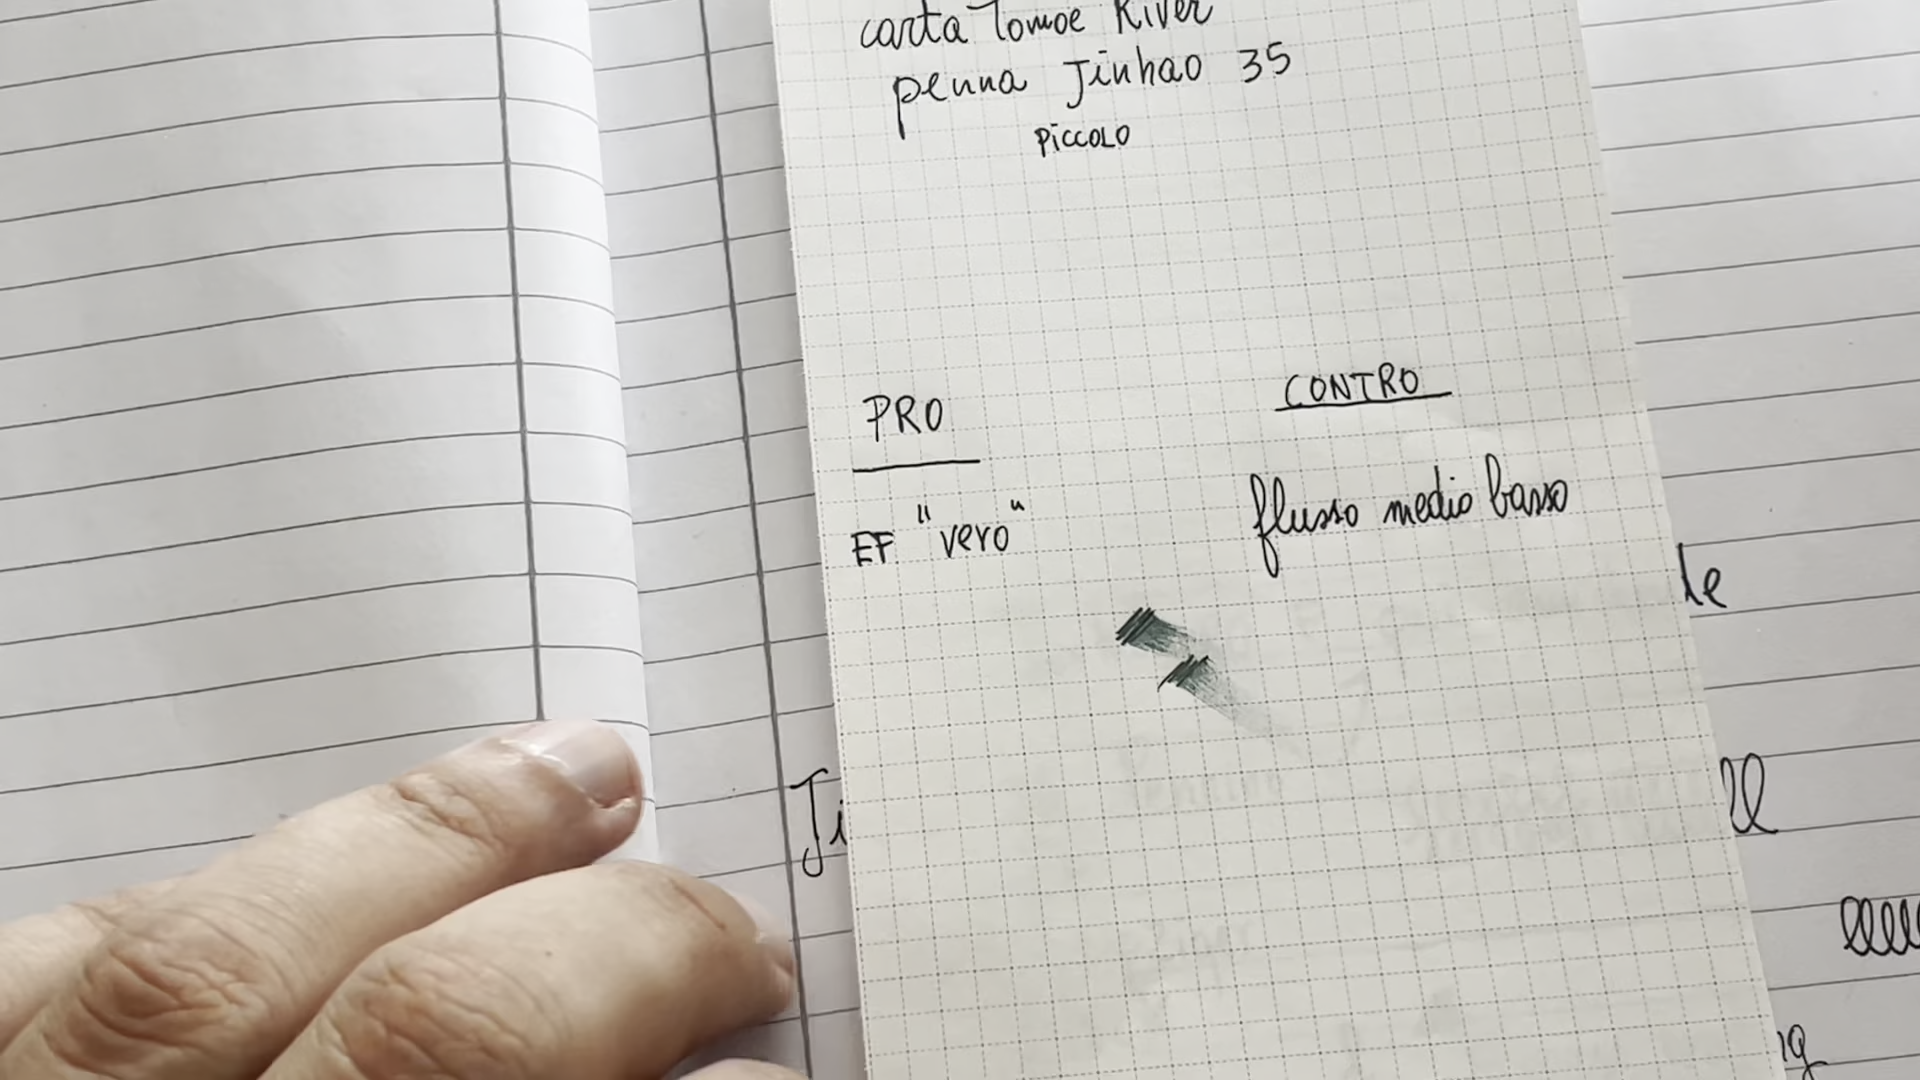 carta Tomoe River
penna Jinhao 35
PiCCOLO
PRO
CONTRO
EF "vero"
flusso medio basso